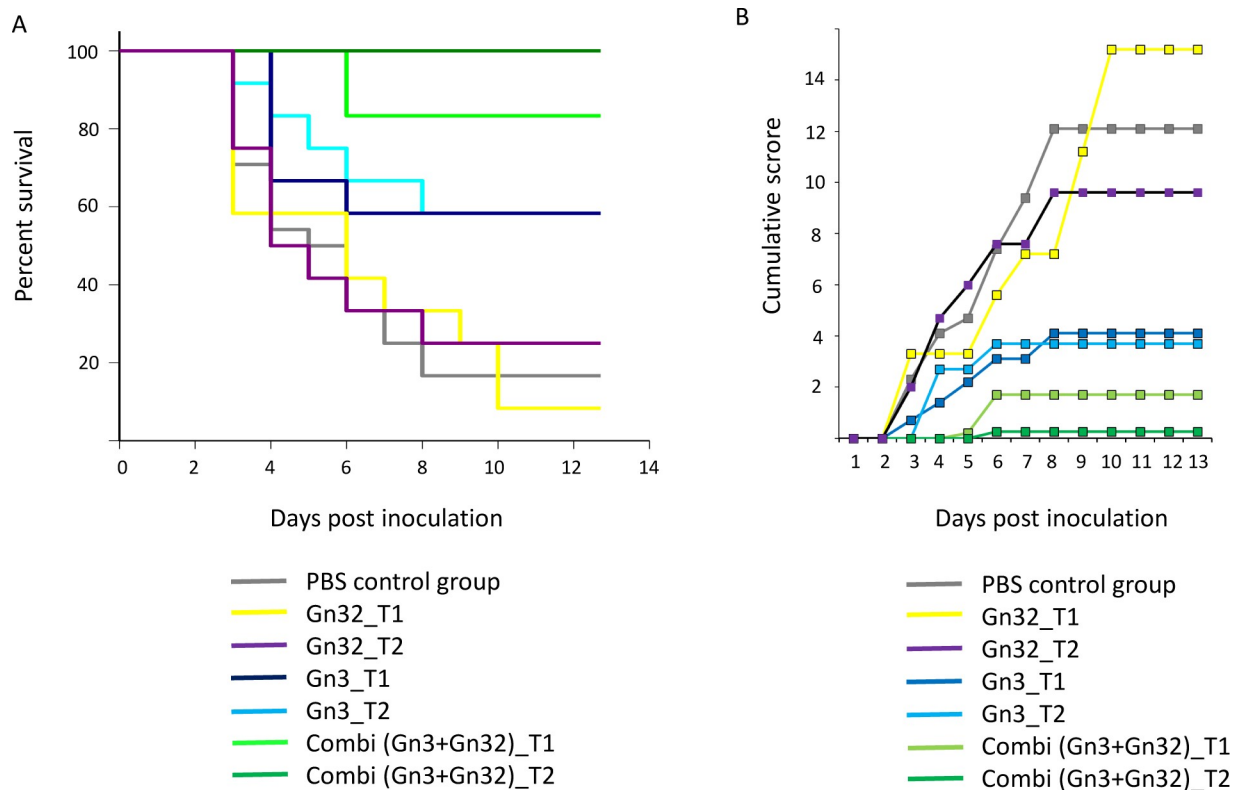 A
Percent survival
100
80
60
40
20
0 2 4 6 8 10 12 14
Days post inoculation
PBS control group
Gn32_T1
Gn32_T2
Gn3_T1
Gn3_T2
Combi (Gn3+Gn32)_T1
Combi (Gn3+Gn32)_T2
B
Cumulative scrore
14
12
10
8
6
4
2
1 2 3 4 5 6 7 8 9 10 11 12 13
Days post inoculation
PBS control group
Gn32_T1
Gn32_T2
Gn3_T1
Gn3_T2
Combi (Gn3+Gn32)_T1
Combi (Gn3+Gn32)_T2